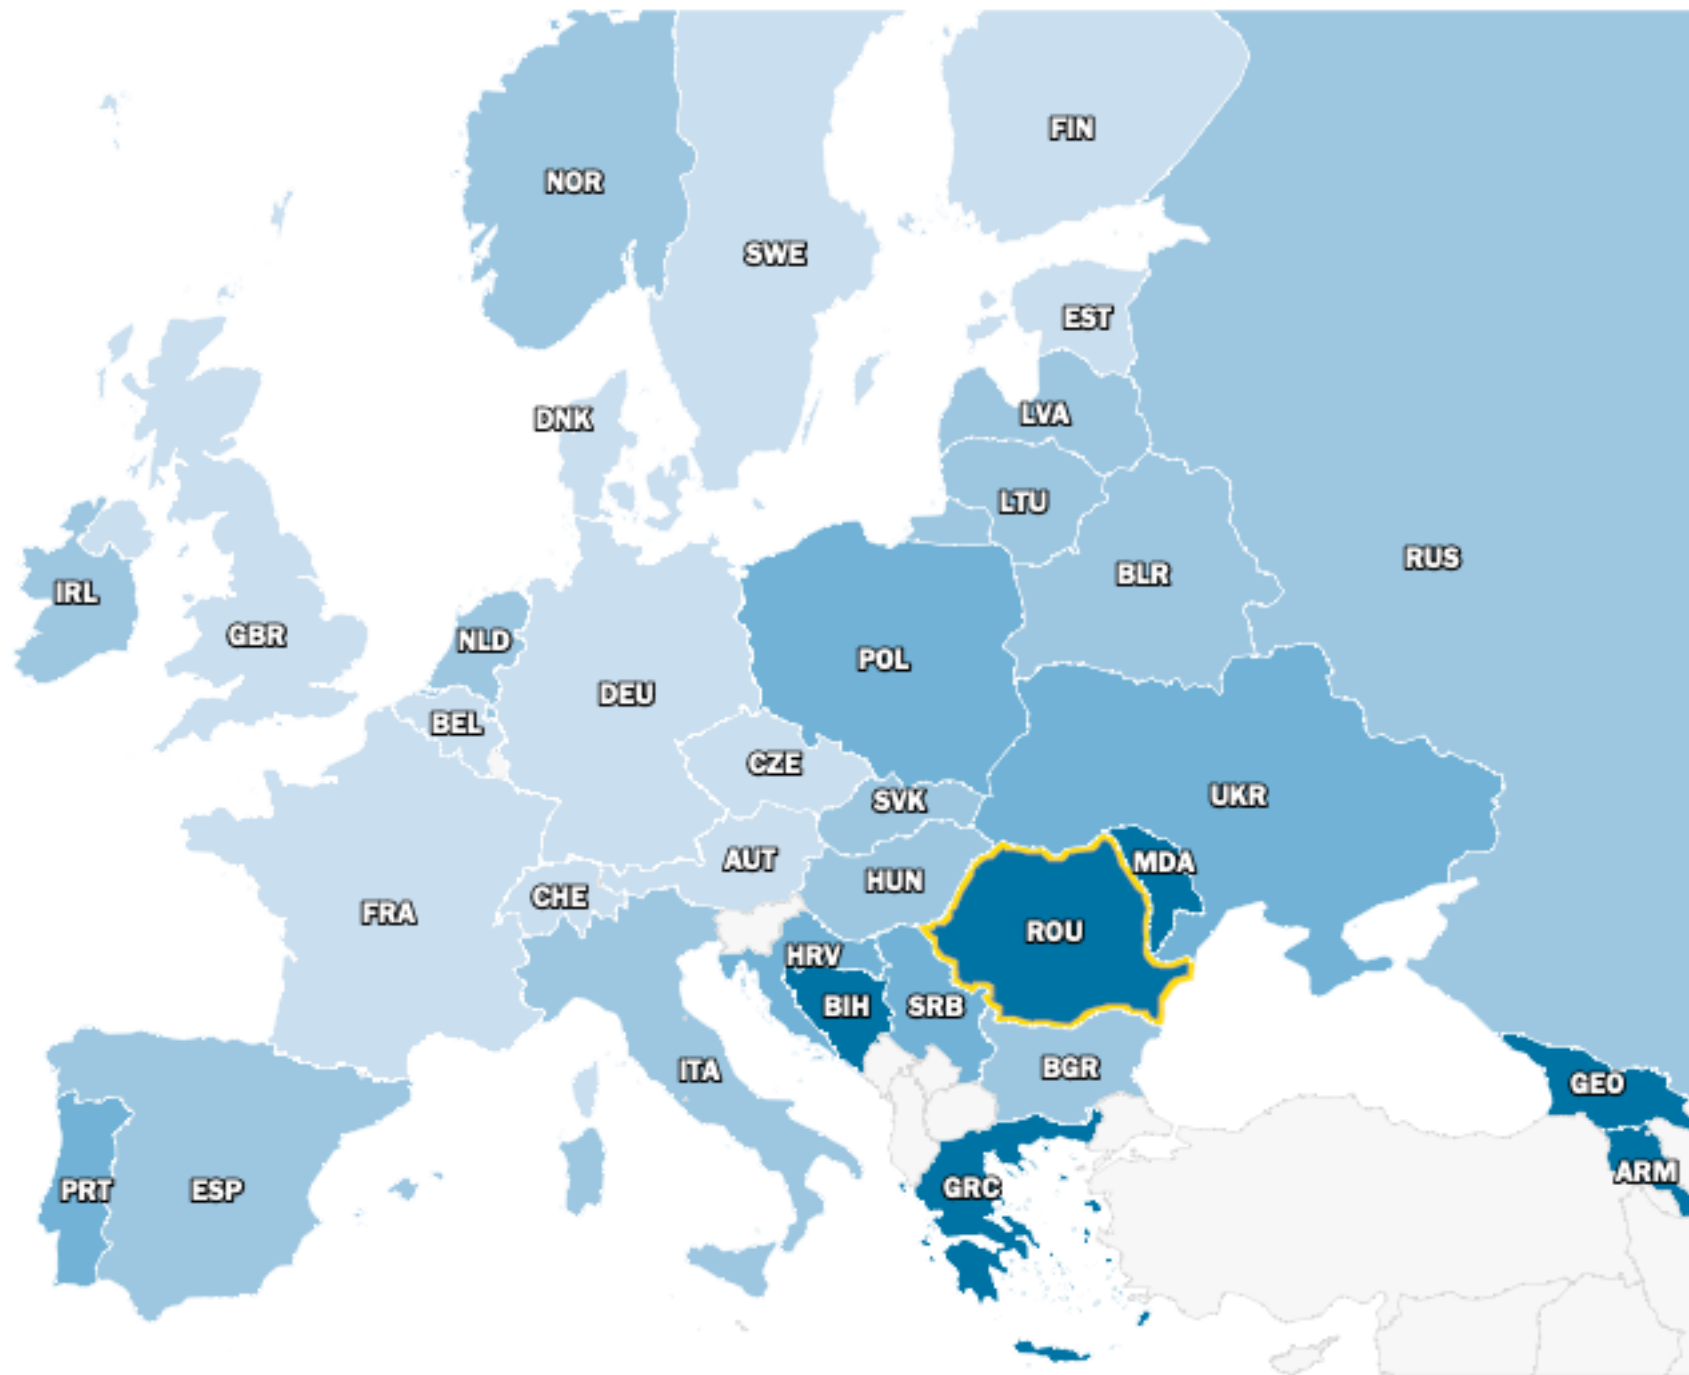 FIN
NOR
SWE
EST
DNK
LVA
LTU
RUS
BLR
IRL
GBR
NLD
POL
DEU
BEL
CZE
SVK
UKR
AUT
MDA
HUN
CHE
FRA
ROU
HRV
BIH
SRB
BGR
ITA
GEO
ARM
GRC
PRT
ESP